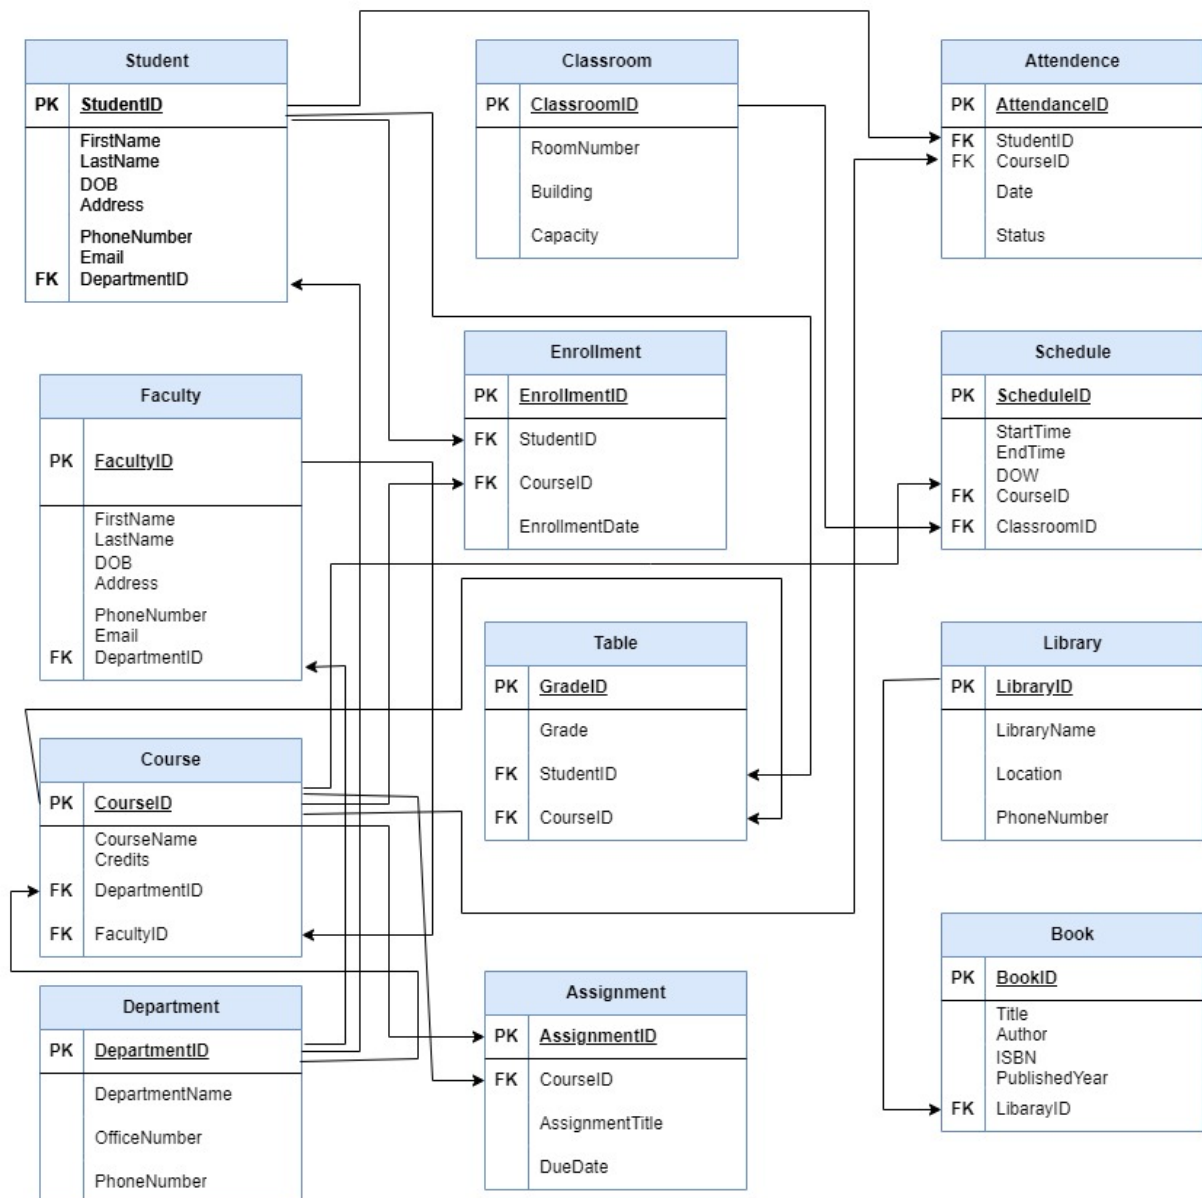 Student
PK StudentID
FirstName
LastName
DOB
Address
PhoneNumber
Email
FK DepartmentID
Classroom
PK ClassroomID
RoomNumber
Building
Capacity
Attendence
PK AttendanceID
FK StudentID
FK CourseID
Date
Status
Faculty
PK FacultyID
FirstName
LastName
DOB
Address
PhoneNumber
Email
FK DepartmentID
Enrollment
PK EnrollmentID
FK StudentID
FK CourseID
EnrollmentDate
Schedule
PK ScheduleID
StartTime
EndTime
DOW
FK CourseID
FK ClassroomID
Course
PK CourseID
CourseName
Credits
FK DepartmentID
FK FacultyID
Table
PK GradeID
Grade
FK StudentID
FK CourseID
Library
PK LibraryID
LibraryName
Location
PhoneNumber
Department
PK DepartmentID
DepartmentName
OfficeNumber
PhoneNumber
Assignment
PK AssignmentID
FK CourseID
AssignmentTitle
DueDate
Book
PK BookID
Title
Author
ISBN
PublishedYear
FK LibarayID